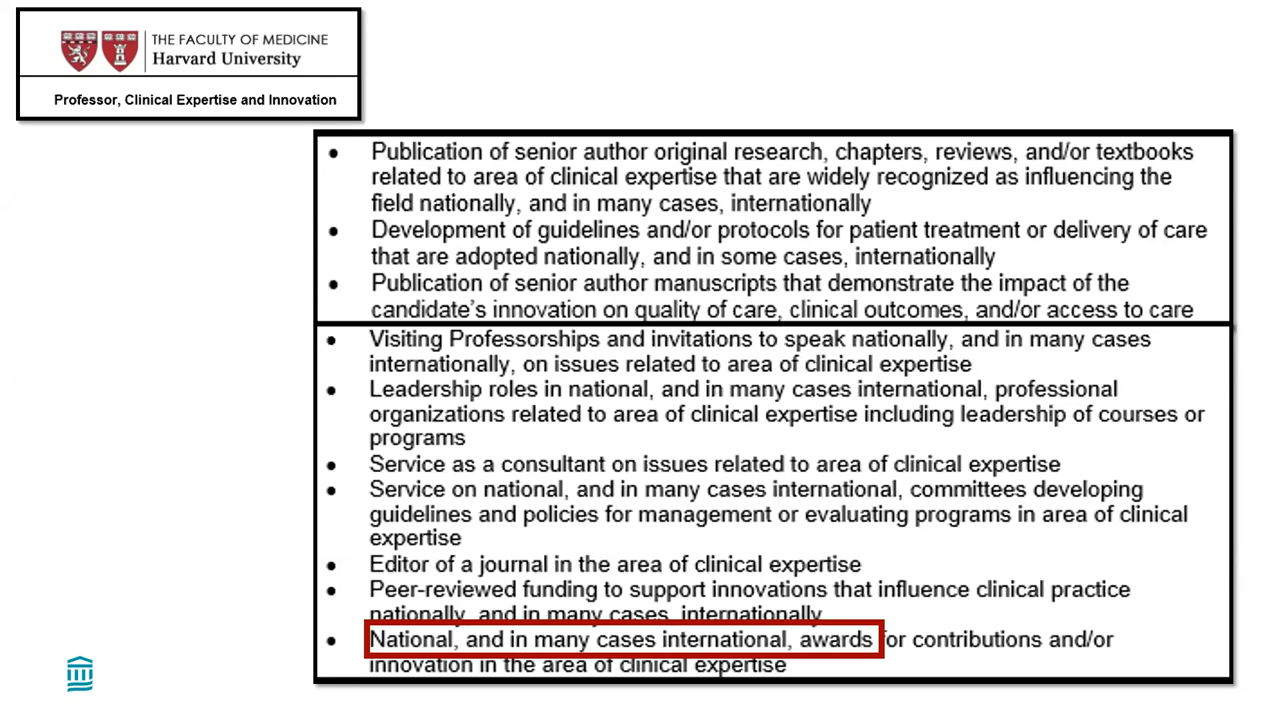 THE FACULTY OF MEDICINE
Harvard University
Professor, Clinical Expertise and Innovation
• Publication of senior author original research, chapters, reviews, and/or textbooks
related to area of clinical expertise that are widely recognized as influencing the
field nationally, and in many cases, internationally
• Development of guidelines and/or protocols for patient treatment or delivery of care
that are adopted nationally, and in some cases, internationally
• Publication of senior author manuscripts that demonstrate the impact of the
candidate's innovation on quality of care, clinical outcomes, and/or access to care
• Visiting Professorships and invitations to speak nationally, and in many cases
internationally, on issues related to area of clinical expertise
• Leadership roles in national, and in many cases international, professional
organizations related to area of clinical expertise including leadership of courses or
programs
• Service as a consultant on issues related to area of clinical expertise
• Service on national, and in many cases international, committees developing
guidelines and policies for management or evaluating programs in area of clinical
expertise
• Editor of a journal in the area of clinical expertise
• Peer-reviewed funding to support innovations that influence clinical practice
nationally, and in many cases, internationally
• National, and in many cases international, awards for contributions and/or
innovation in the area of clinical expertise